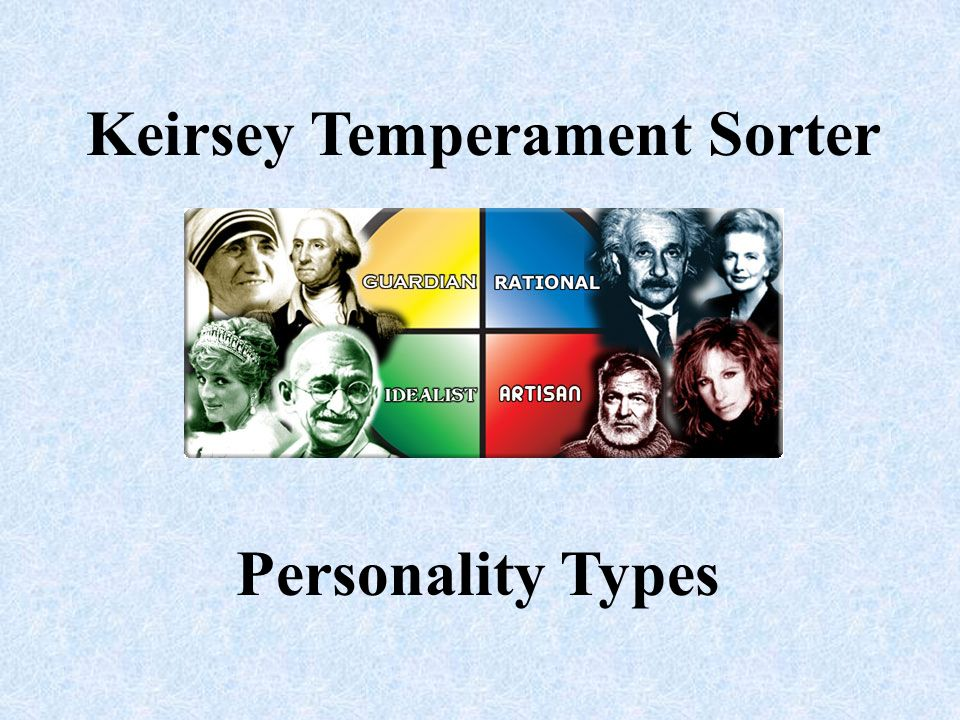 Keirsey Temperament Sorter
GUARDIAN RATIONAL
IDEALIST ARTISAN
Personality Types